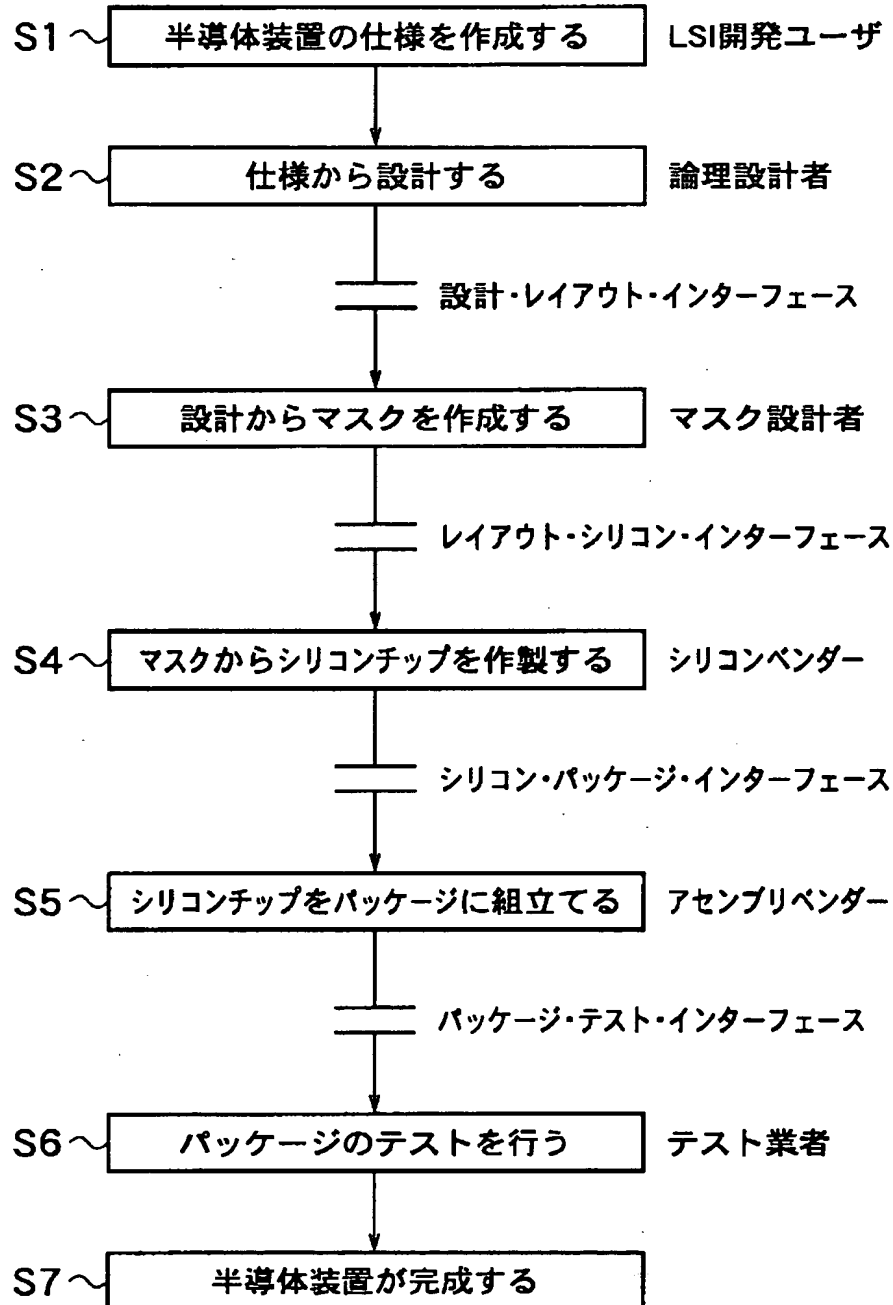 S1 半導体装置の仕様を作成する LSI開発ユーザ
S2 仕様から設計する 論理設計者
設計・レイアウト・インターフェース
S3 設計からマスクを作成する マスク設計者
レイアウト・シリコン・インターフェース
S4 マスクからシリコンチップを作製する シリコンベンダー
シリコン・パッケージ・インターフェース
S5 シリコンチップをパッケージに組立てる アセンブリベンダー
パッケージ・テスト・インターフェース
S6 パッケージのテストを行う テスト業者
S7 半導体装置が完成する